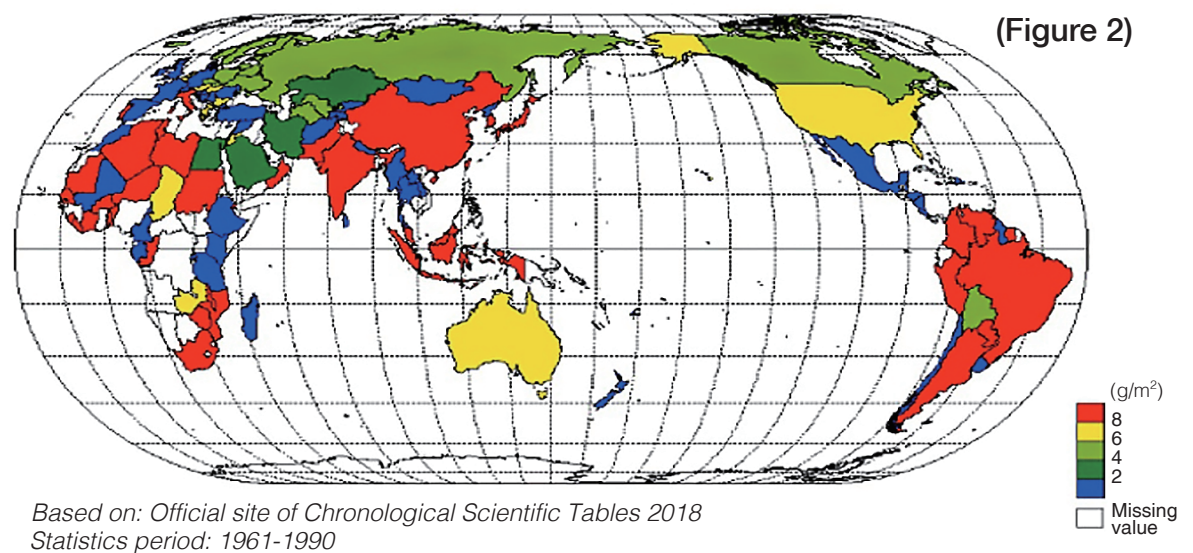 (Figure 2)
(g/m²)
8
6
4
2
Missing
value
Based on: Official site of Chronological Scientific Tables 2018
Statistics period: 1961-1990